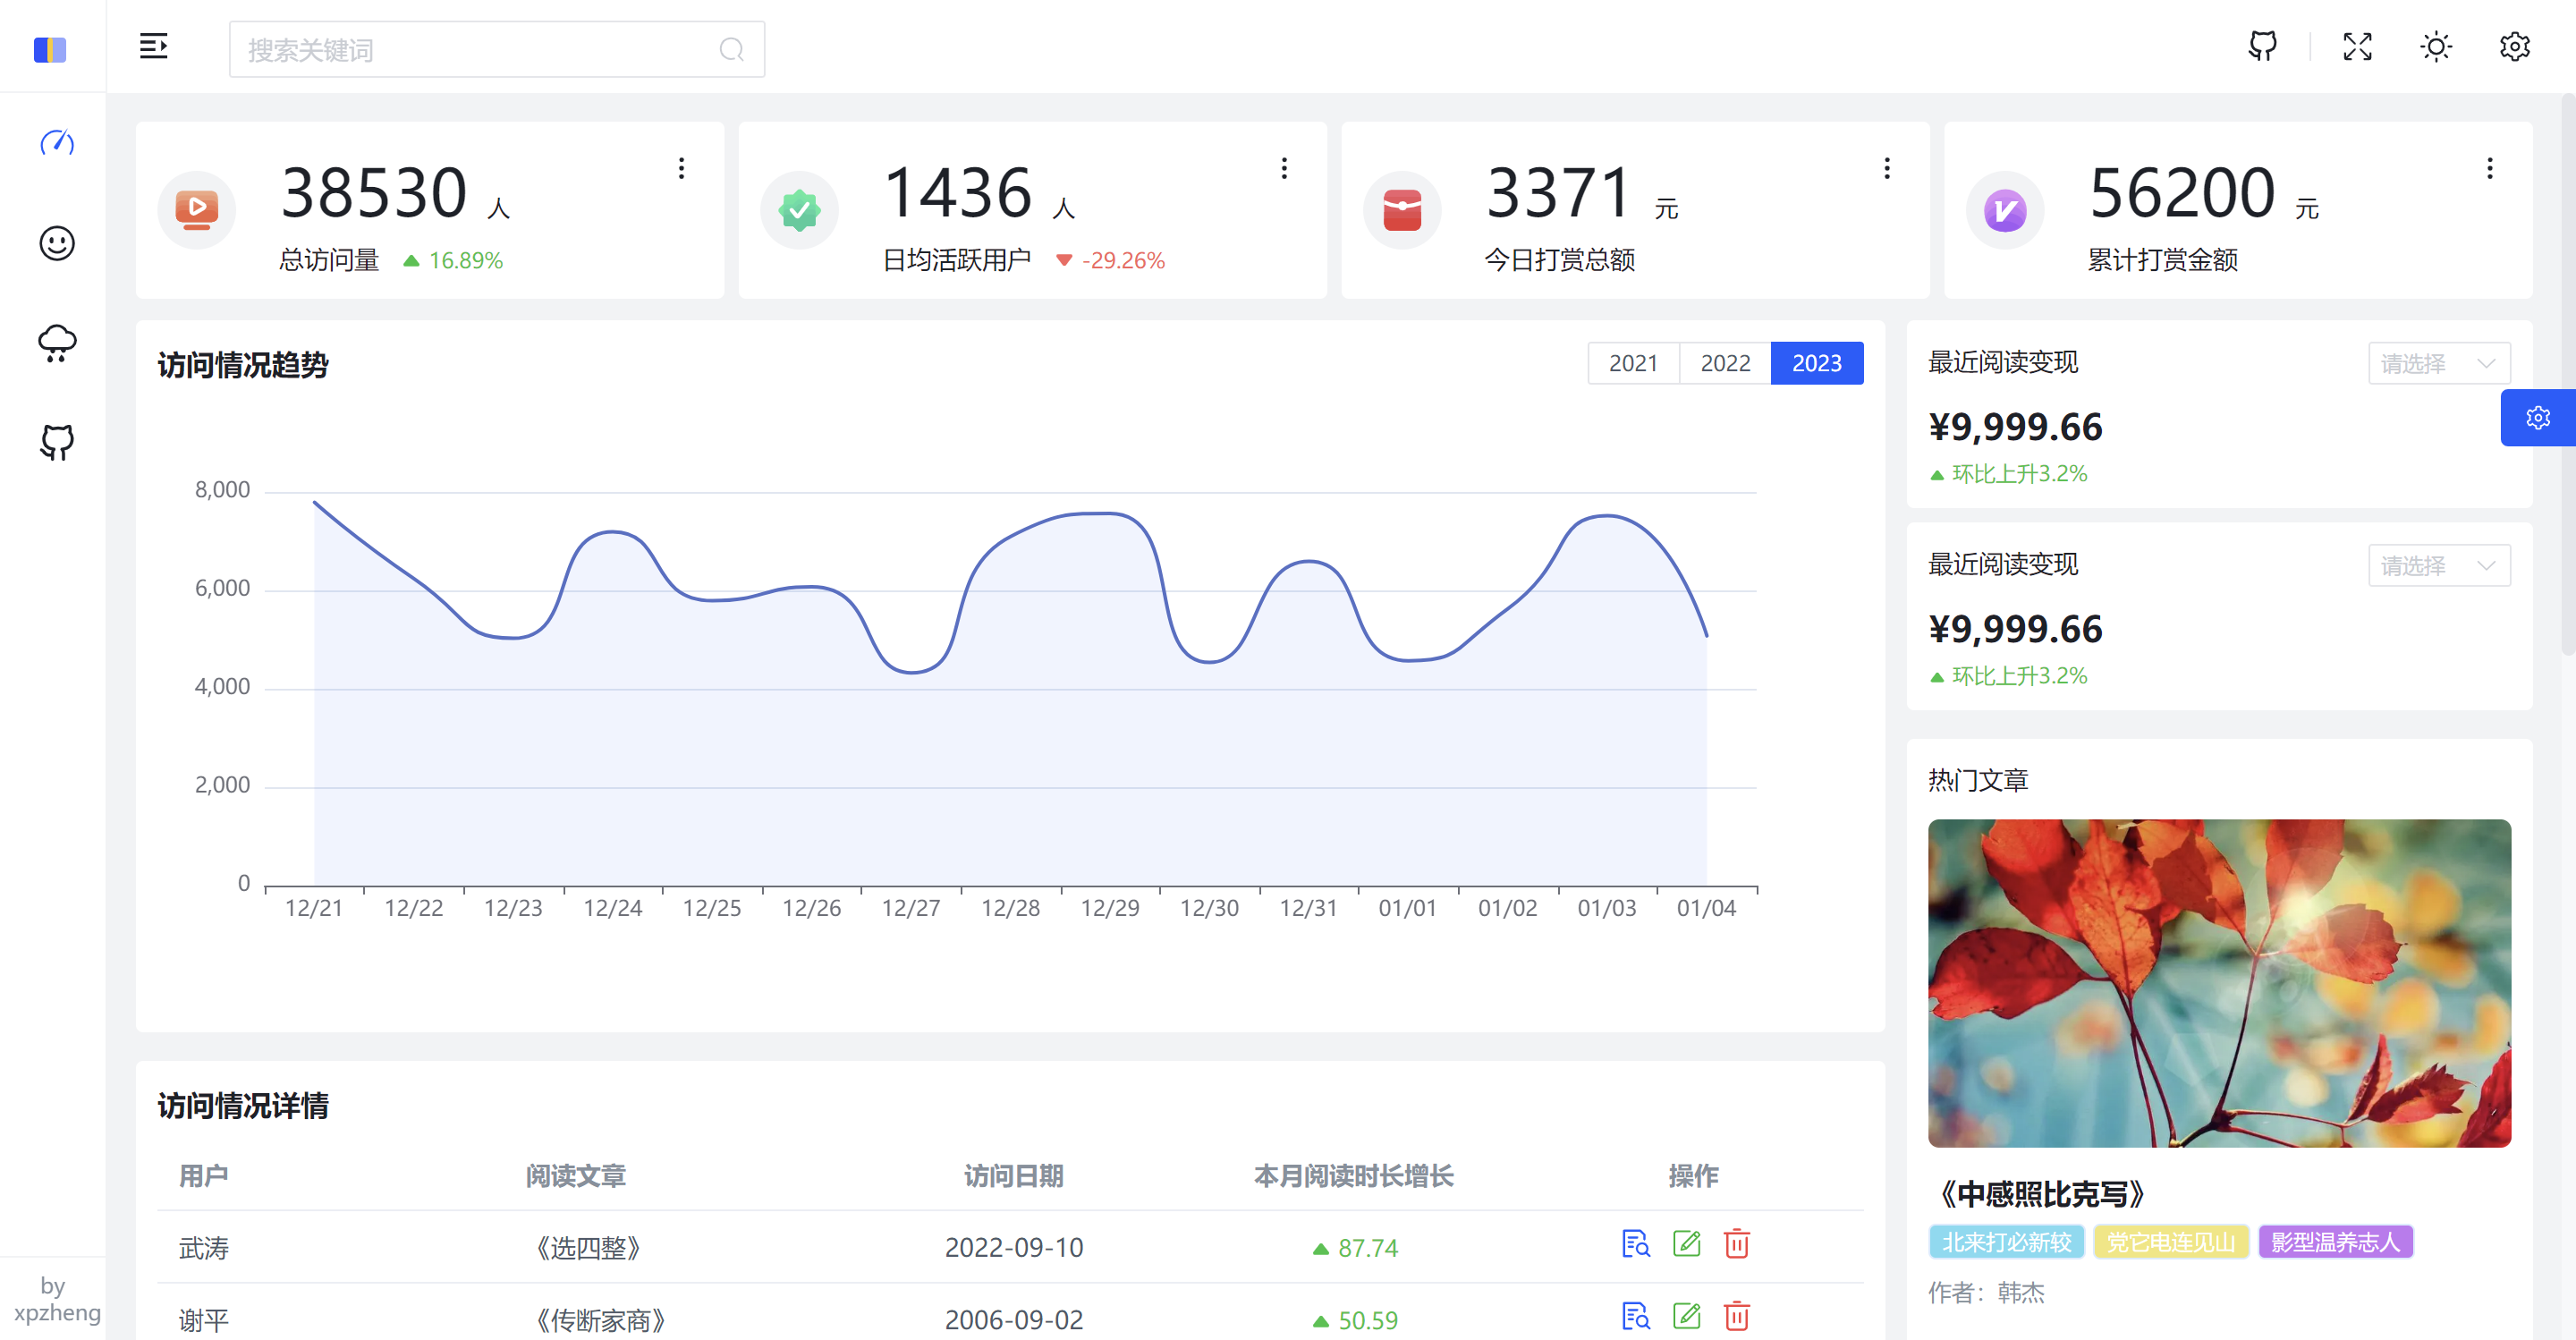 搜索关键词
38530 人
总访问量 16.89%
1436 人
日均活跃用户 -29.26%
3371 元
今日打赏总额
56200 元
累计打赏金额
访问情况趋势
2021 2022 2023
8,000
6,000
4,000
2,000
0
12/21 12/22 12/23 12/24 12/25 12/26 12/27 12/28 12/29 12/30 12/31 01/01 01/02 01/03 01/04
最近阅读变现 请选择
¥9,999.66
环比上升3.2%
最近阅读变现 请选择
¥9,999.66
环比上升3.2%
热门文章
《中感照比克写》
北来打必新较 党它电连见山 影型温养志人
作者：韩杰
访问情况详情
用户 阅读文章 访问日期 本月阅读时长增长 操作
武涛 《选四整》 2022-09-10 87.74
谢平 《传断家商》 2006-09-02 50.59
by
xpzheng